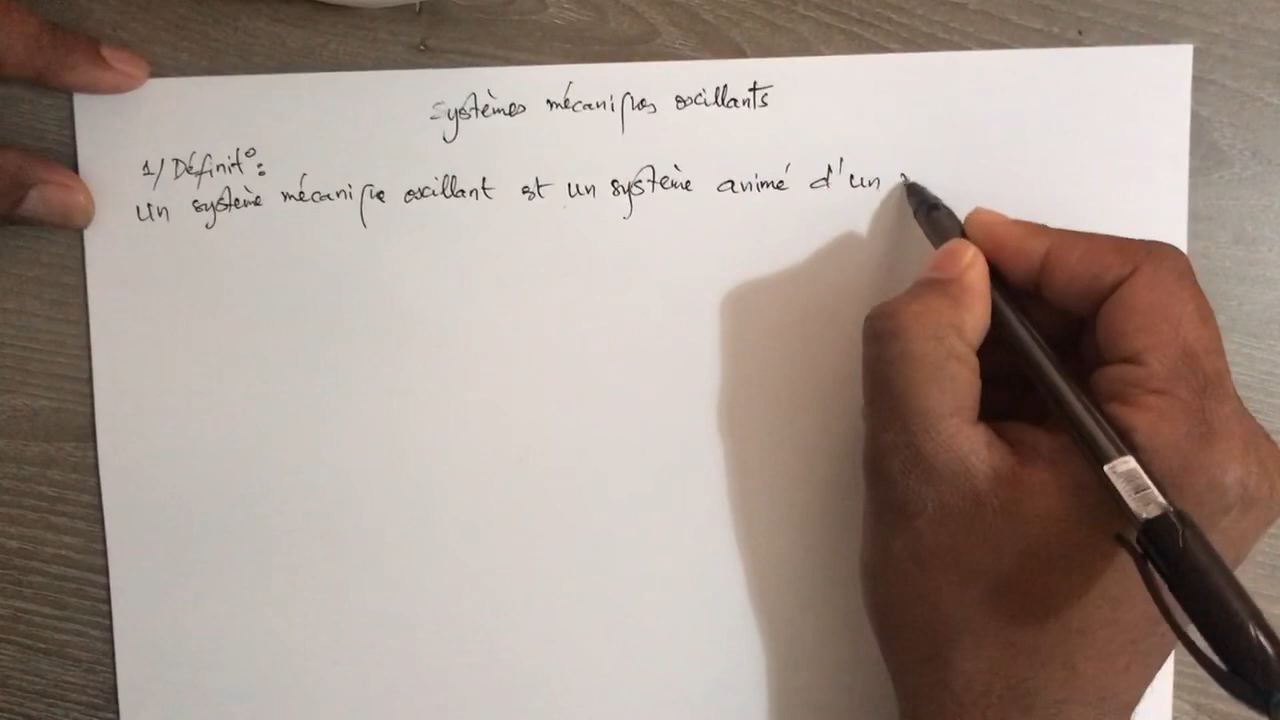 Systèmes mécaniques oscillants
1/ Définit°:
Un système mécanique oscillant est un système animé d'un